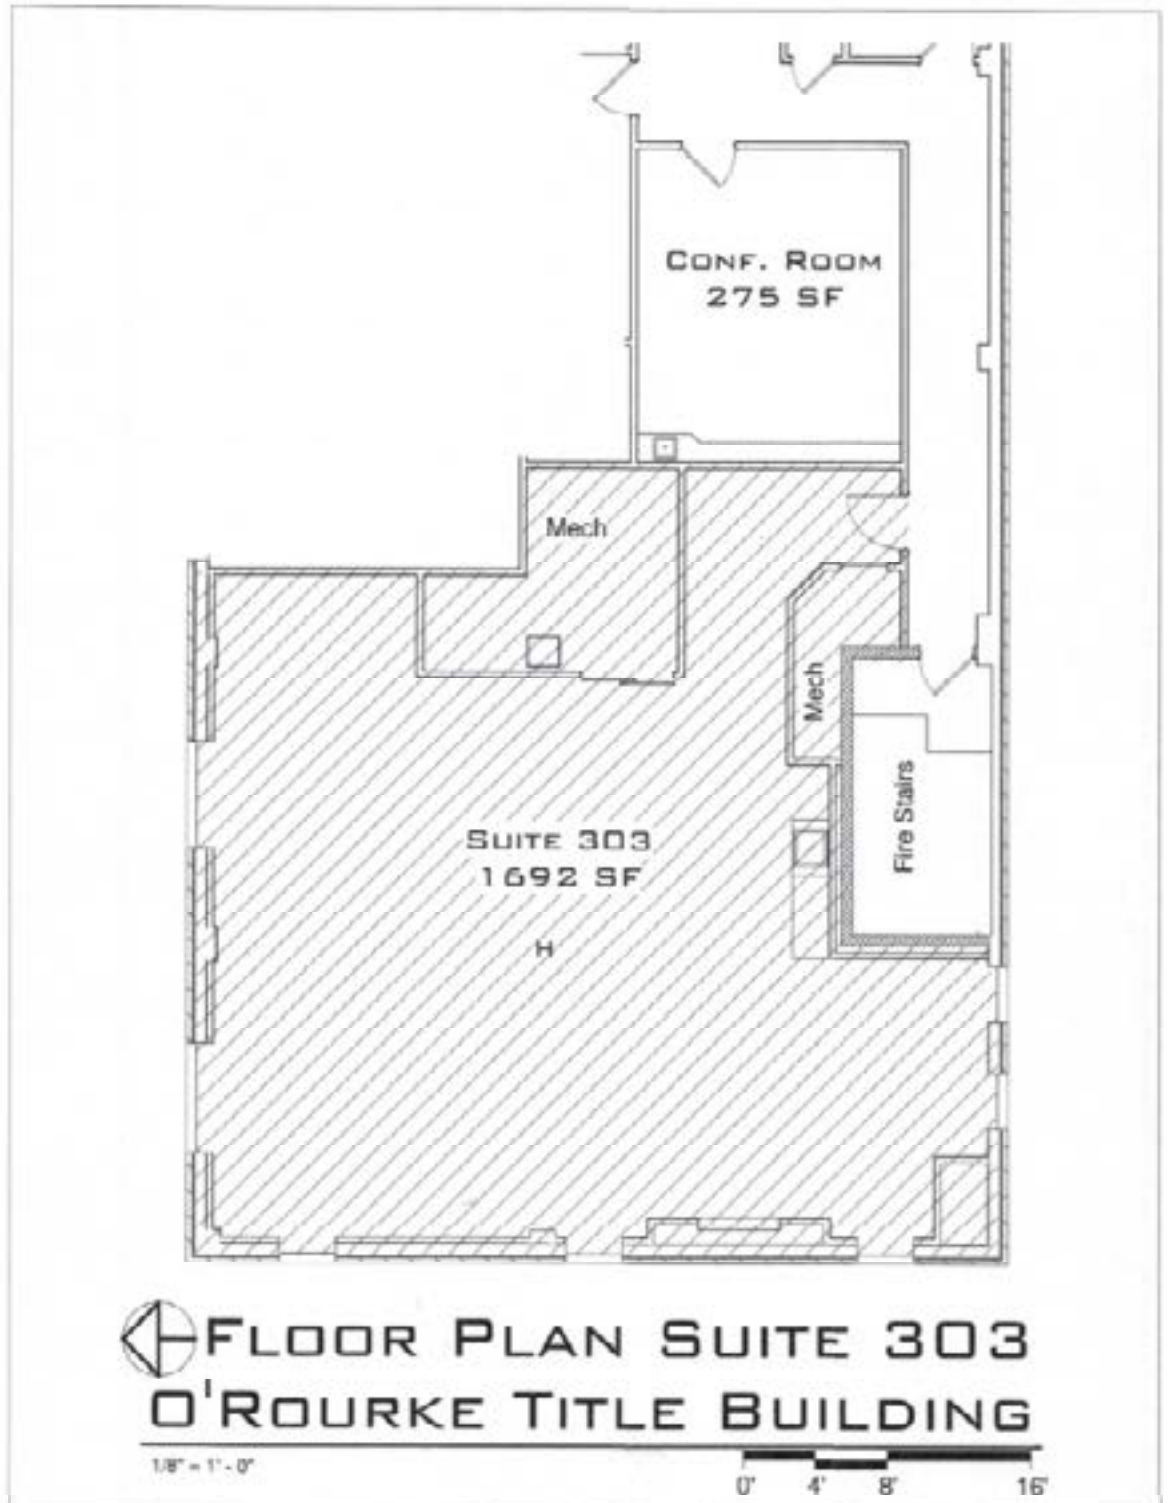 CONF. ROOM
275 SF
Mech
Mech
Fire Stairs
SUITE 303
1692 SF
H
FLOOR PLAN SUITE 303
O'ROURKE TITLE BUILDING
1/8" = 1' - 0"
0' 4' 8' 16'